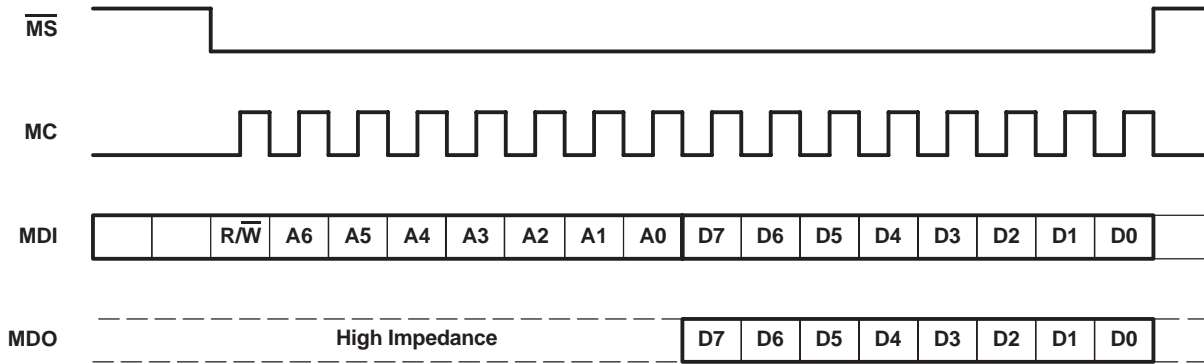 M̅S̅
MC
MDI R/W̅ A6 A5 A4 A3 A2 A1 A0 D7 D6 D5 D4 D3 D2 D1 D0
MDO High Impedance D7 D6 D5 D4 D3 D2 D1 D0